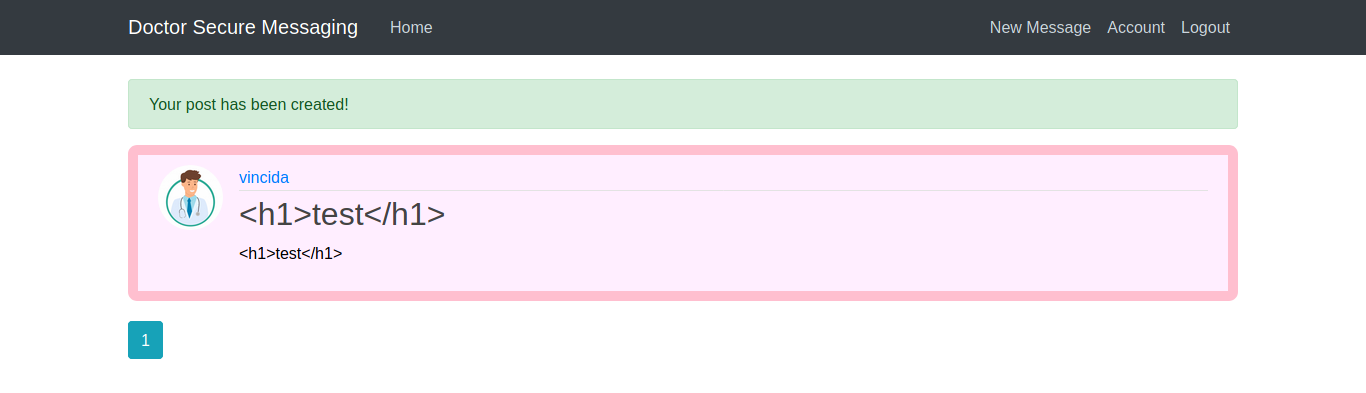 Doctor Secure Messaging Home New Message Account Logout
Your post has been created!
vincida
<h1>test</h1>
<h1>test</h1>
1